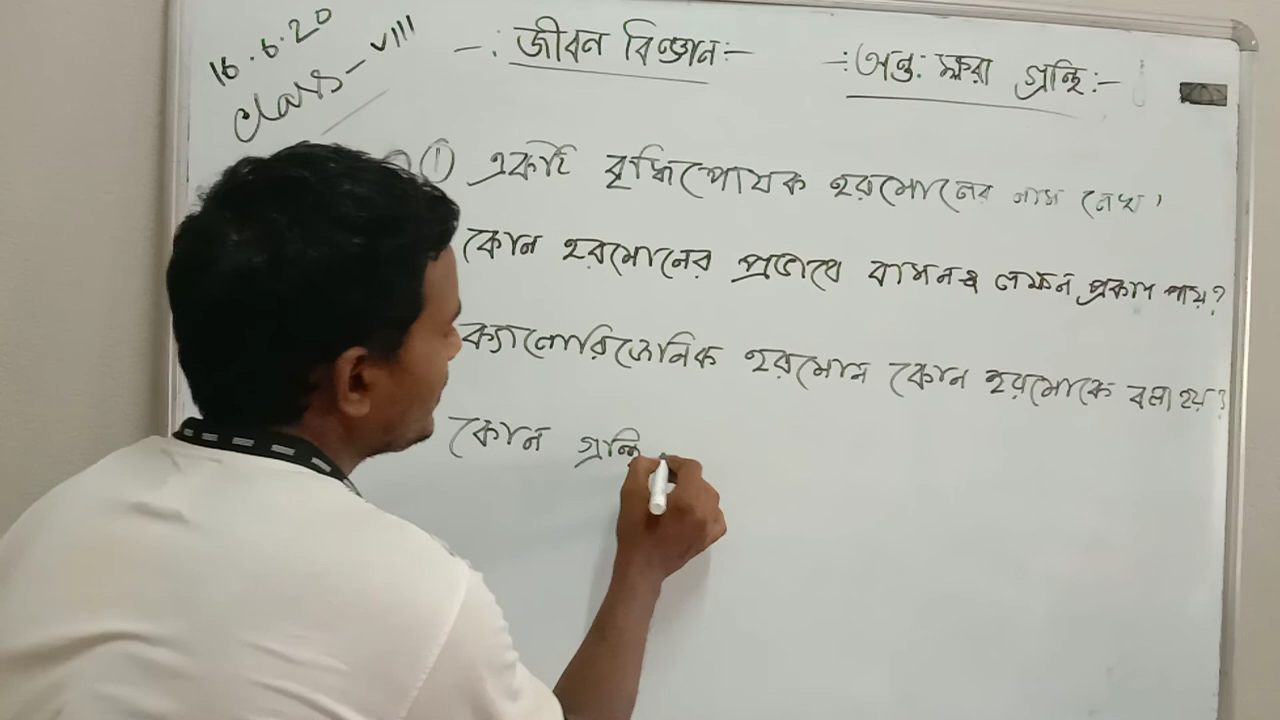 16.6.20
Class-VIII
-: জীবন বিজ্ঞান:-
-:অন্ত: ক্ষরা গ্রন্থি:-
① একটি বৃদ্ধিপোষক হরমোনের নাম লেখ।
কোন হরমোনের প্রভাবে বামনত্ব লক্ষন প্রকাশ পায়?
ক্যালোরিজেনিক হরমোন কোন হরমোকে বলা হয়?
কোন গ্রন্থি